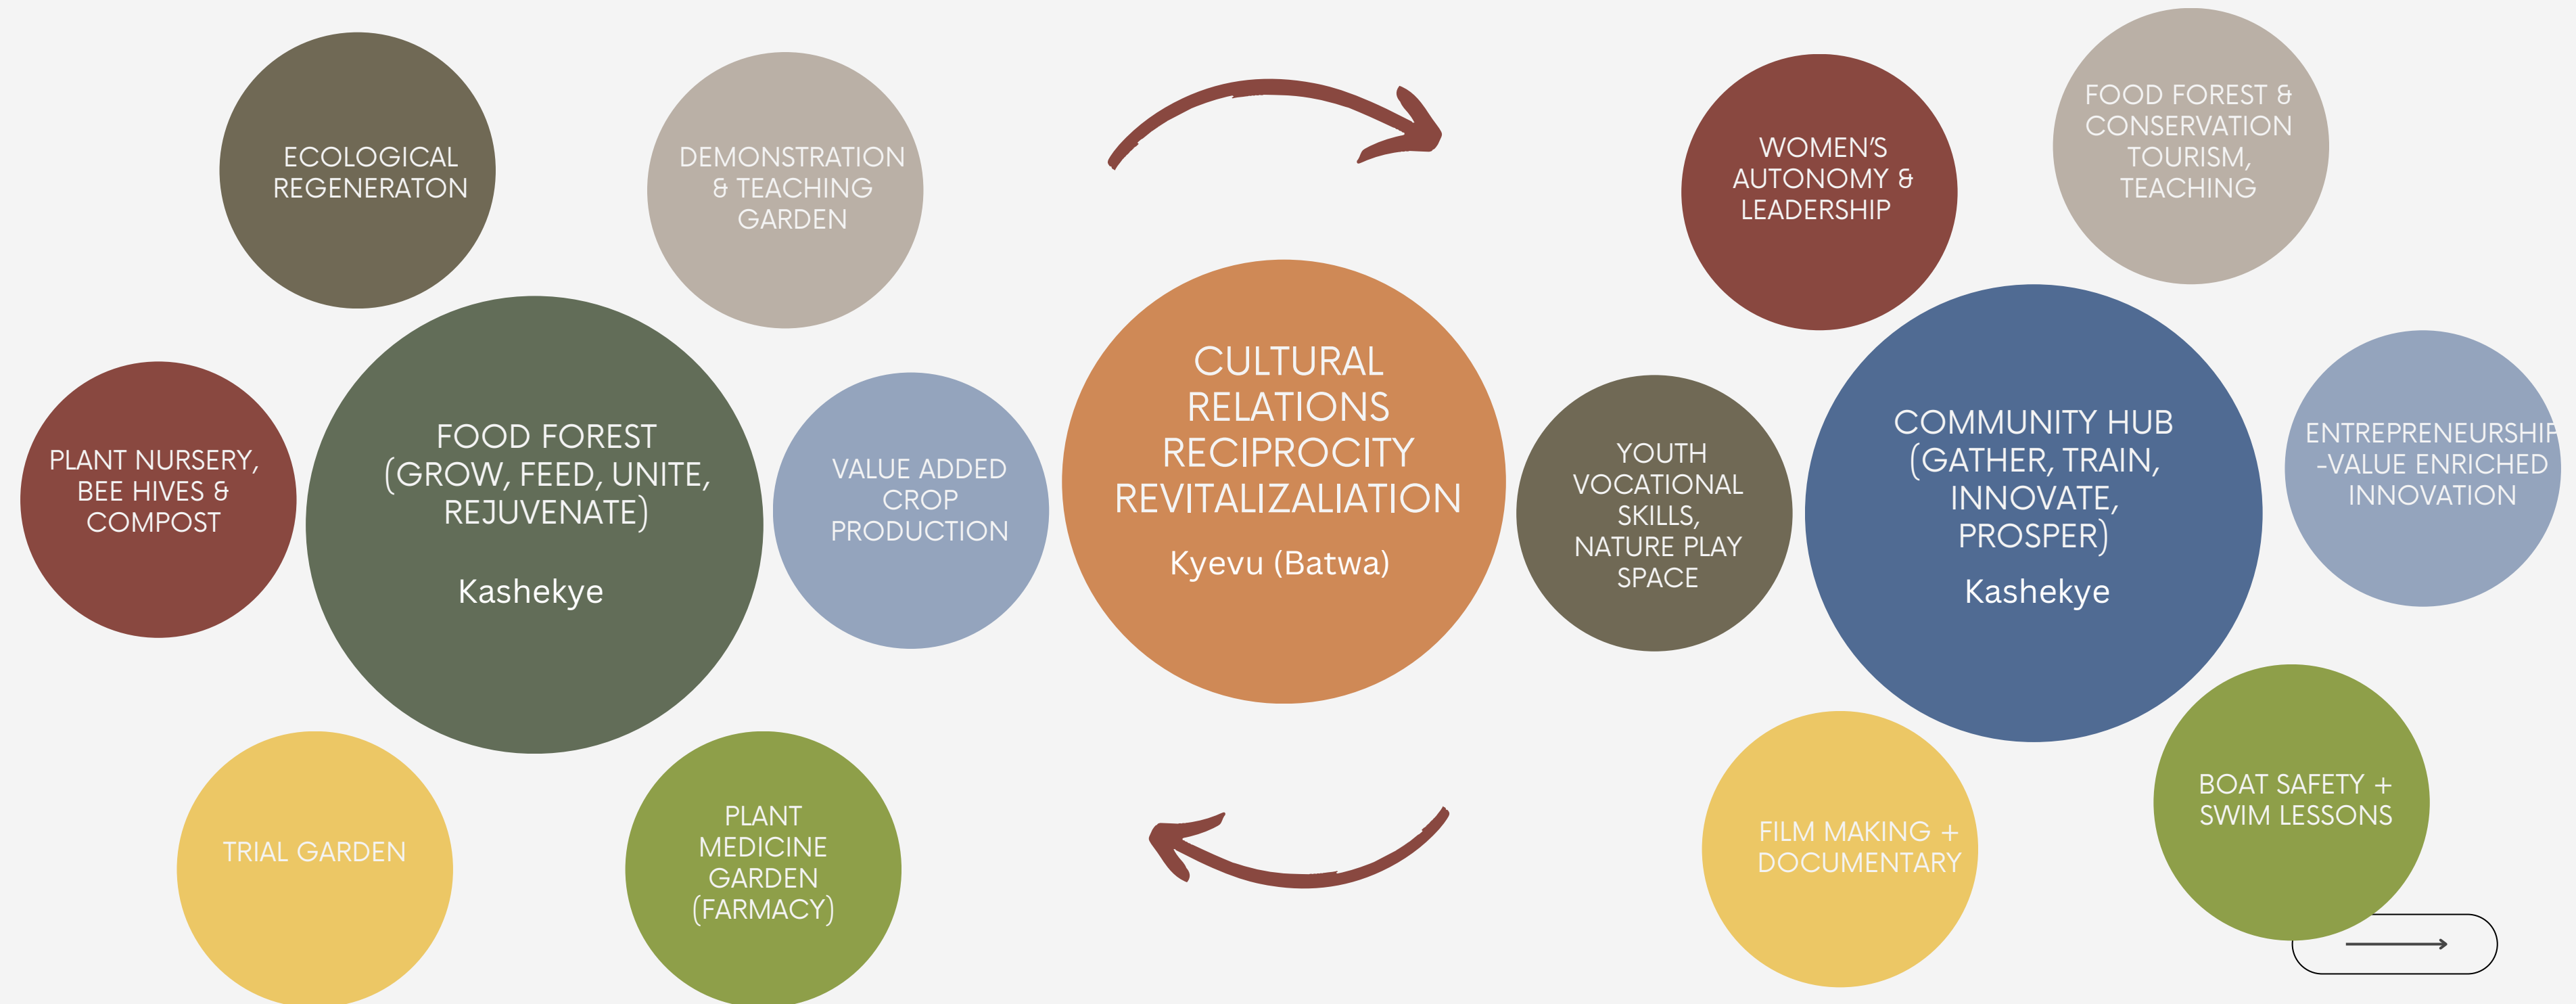 ECOLOGICAL
REGENERATON
DEMONSTRATION
& TEACHING
GARDEN
PLANT NURSERY,
BEE HIVES &
COMPOST
FOOD FOREST
(GROW, FEED, UNITE,
REJUVENATE)
Kashekye
VALUE ADDED
CROP
PRODUCTION
TRIAL GARDEN
PLANT
MEDICINE
GARDEN
(FARMACY)
CULTURAL
RELATIONS
RECIPROCITY
REVITALIZALIATION
Kyevu (Batwa)
WOMEN'S
AUTONOMY &
LEADERSHIP
FOOD FOREST &
CONSERVATION
TOURISM,
TEACHING
YOUTH
VOCATIONAL
SKILLS,
NATURE PLAY
SPACE
COMMUNITY HUB
(GATHER, TRAIN,
INNOVATE,
PROSPER)
Kashekye
ENTREPRENEURSHIP
-VALUE ENRICHED
INNOVATION
FILM MAKING +
DOCUMENTARY
BOAT SAFETY +
SWIM LESSONS